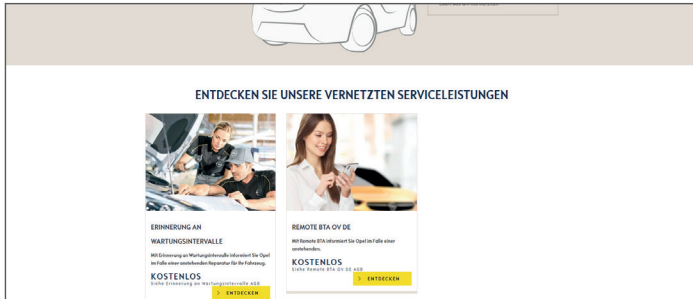 ENTDECKEN SIE UNSERE VERNETZTEN SERVICELEISTUNGEN
ERINNERUNG AN
WARTUNGSINTERVALLE
Mit Erinnerung an Wartungsintervalle informiert Sie Opel
im Falle einer anstehenden Reparatur für Ihr Fahrzeug.
KOSTENLOS
Siehe Erinnerung an Wartungsintervalle AGB
> ENTDECKEN
REMOTE BTA OV DE
Mit Remote BTA informiert Sie Opel im Falle einer
anstehenden.
KOSTENLOS
Siehe Remote BTA OV DE AGB
> ENTDECKEN